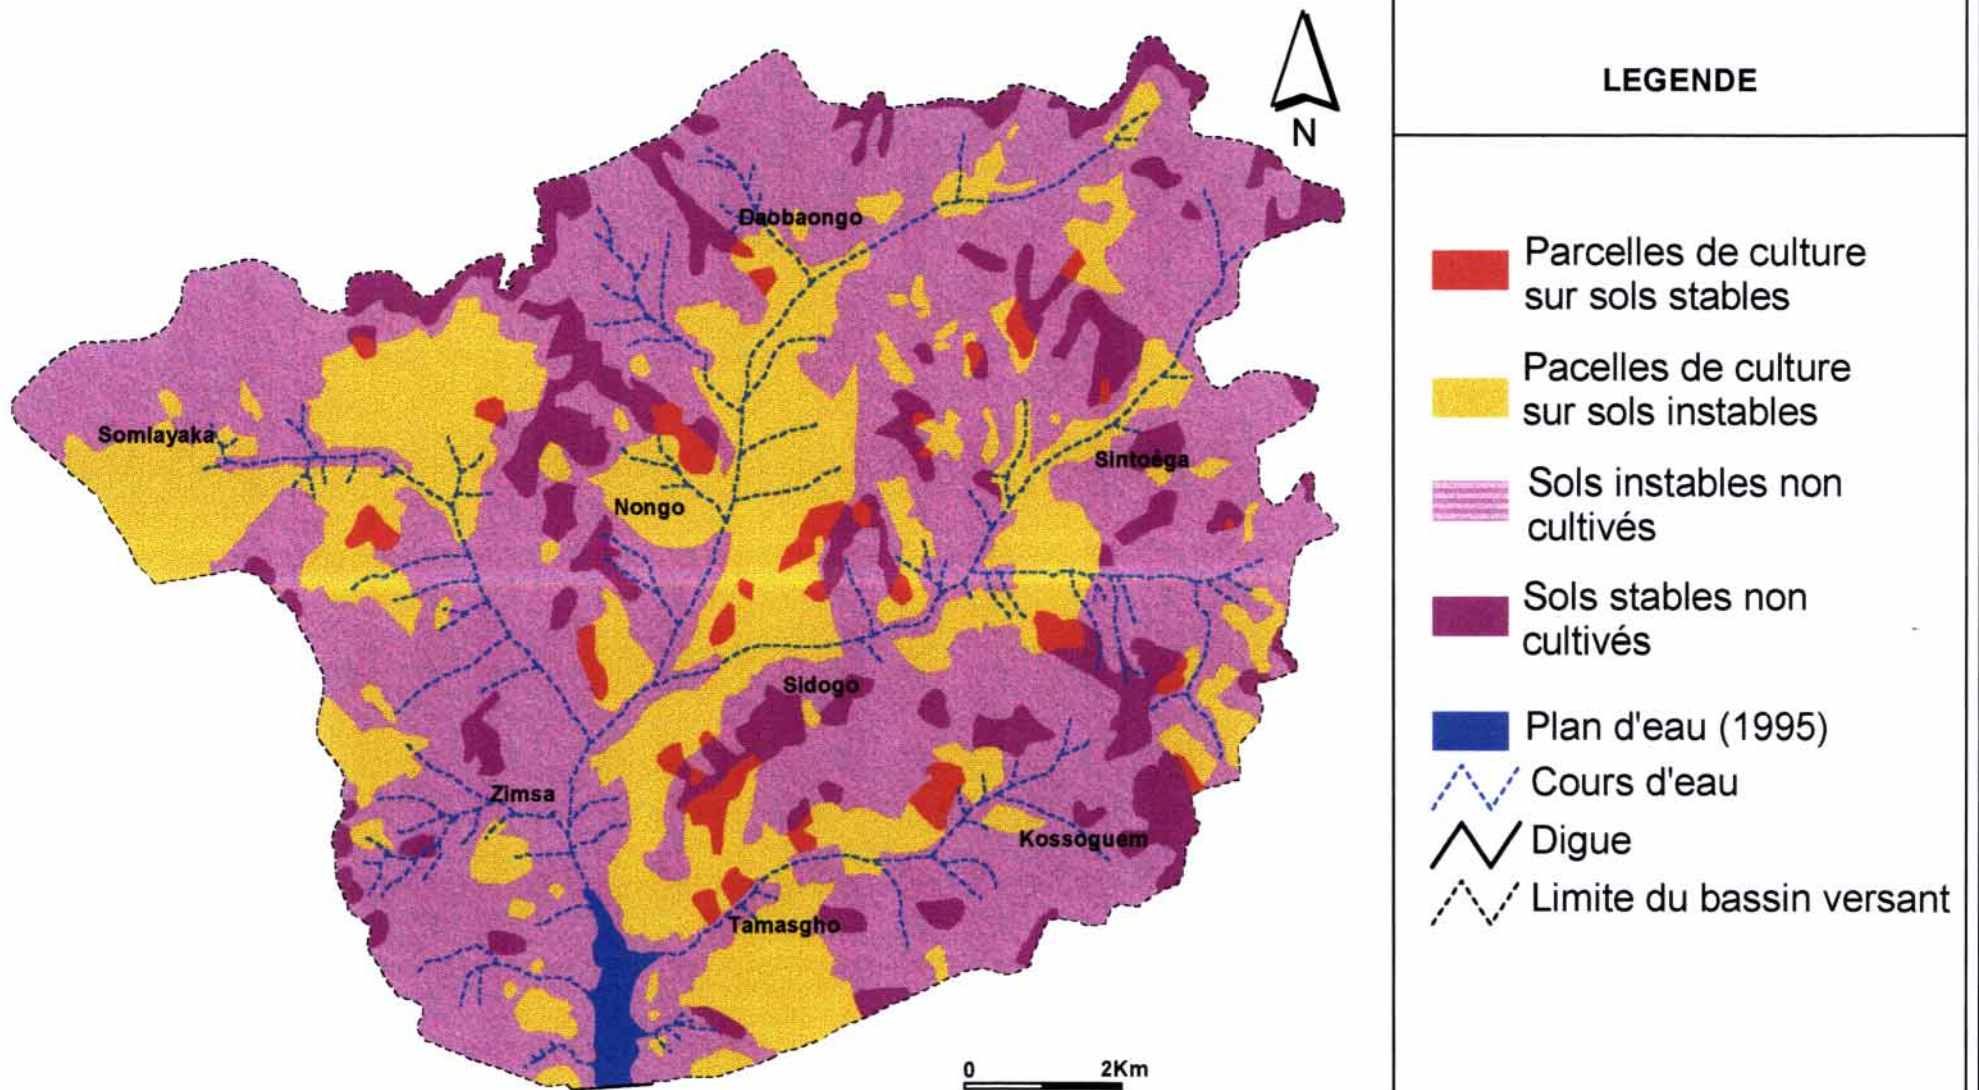 N
Daobaongo
Somlayaka
Sintoèga
Nongo
Sidogo
Zimsa
Kossoguem
Tamasgho
0 2Km
LEGENDE
Parcelles de culture
sur sols stables
Pacelles de culture
sur sols instables
Sols instables non
cultivés
Sols stables non
cultivés
Plan d'eau (1995)
Cours d'eau
Digue
Limite du bassin versant